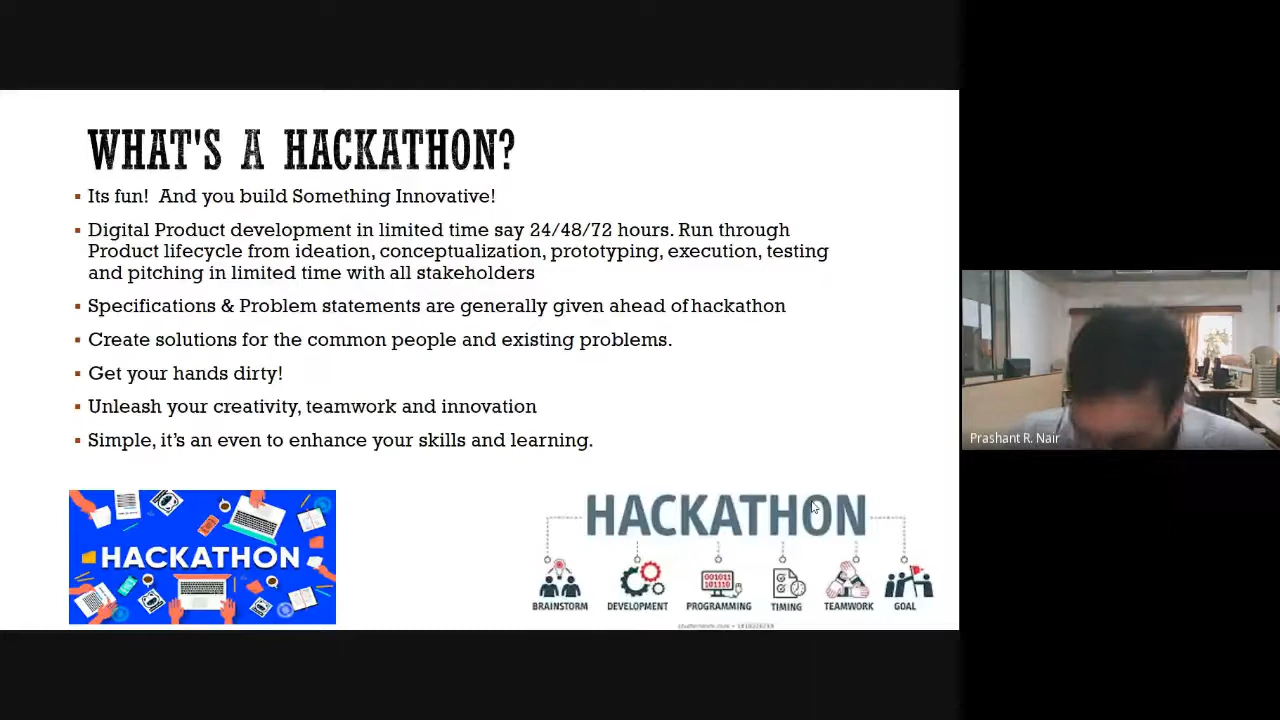 WHAT'S A HACKATHON?
Its fun! And you build Something Innovative!
Digital Product development in limited time say 24/48/72 hours. Run through
Product lifecycle from ideation, conceptualization, prototyping, execution, testing
and pitching in limited time with all stakeholders
Specifications & Problem statements are generally given ahead of hackathon
Create solutions for the common people and existing problems.
Get your hands dirty!
Unleash your creativity, teamwork and innovation
Simple, it's an even to enhance your skills and learning.
HACKATHON
HACKATHON
BRAINSTORM DEVELOPMENT PROGRAMMING TIMING TEAMWORK GOAL
001011
101110
Prashant R. Nair